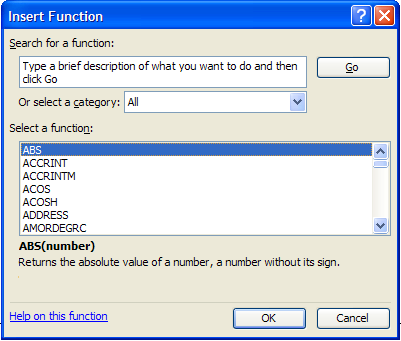 Insert Function
?
Search for a function:
Type a brief description of what you want to do and then
click Go
Go
Or select a category: All
Select a function:
ABS
ACCRINT
ACCRINTM
ACOS
ACOSH
ADDRESS
AMORDEGRC
ABS(number)
Returns the absolute value of a number, a number without its sign.
Help on this function
OK
Cancel